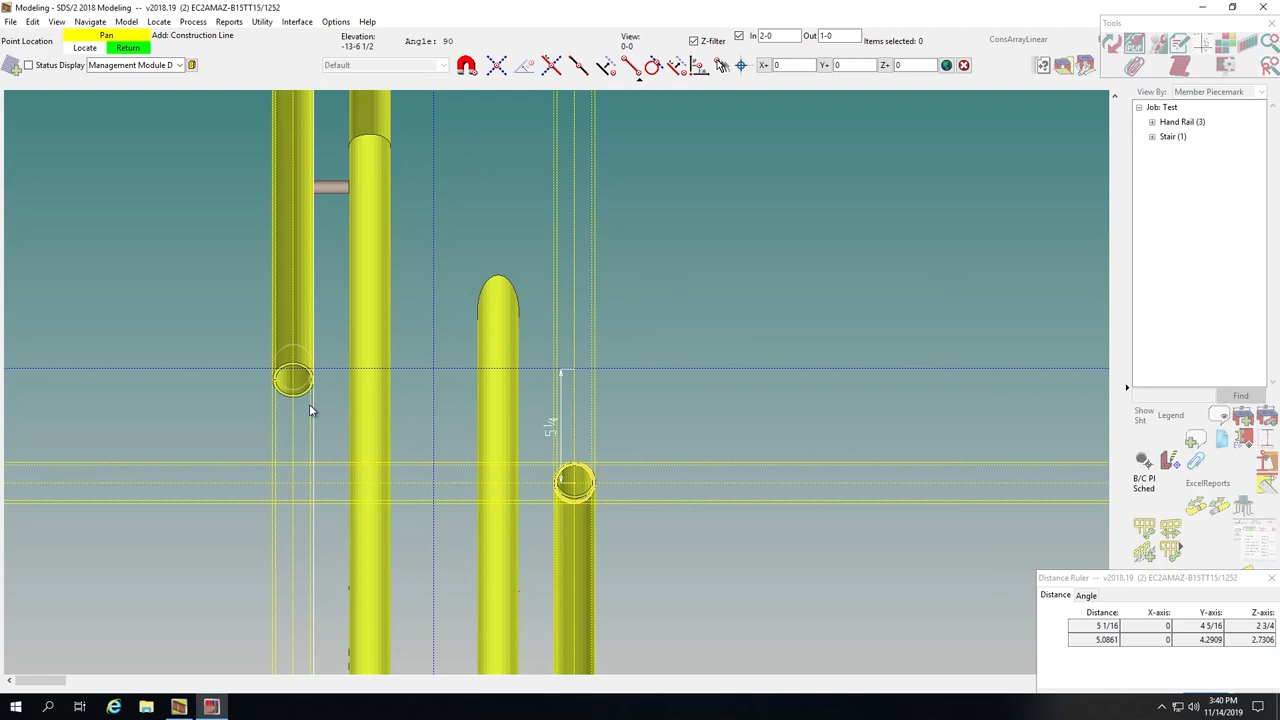 Modeling -- SDS/2 2018 Modeling -- v2018.19 (2) EC2AMAZ-B15TT15/1252
File Edit View Navigate Model Locate Process Reports Utility Interface Options Help
Point Location
Pan
Locate
Return
Add: Construction Line
Elevation:
-13-6 1/2
Angle: 90
View:
0-0
Z-filter
In 2-0
Out 1-0
Items selected: 0
ConsArrayLinear
Status Display
Management Module D
Default
X+ 0
Y+ 0
Z+ 0
Tools
View By: Member Piecemark
Job: Test
Hand Rail (3)
Stair (1)
Find
Show
Sht
Legend
B/C Pl
Sched
ExcelReports
5 1/4
Distance Ruler -- v2018.19 (2) EC2AMAZ-B15TT15/1252
Distance Angle
Distance: X-axis: Y-axis: Z-axis:
5 1/16 0 4 5/16 2 3/4
5.0861 0 4.2909 2.7306
3:40 PM
11/14/2019